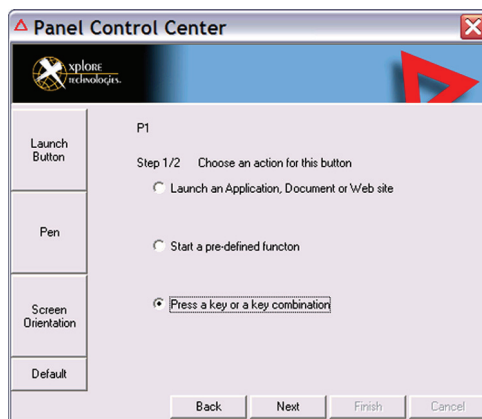 Panel Control Center
xplore
technologies.
P1
Launch
Button
Step 1/2 Choose an action for this button
Launch an Application, Document or Web site
Pen
Start a pre-defined functon
Press a key or a key combination
Screen
Orientation
Default
Back Next Finish Cancel